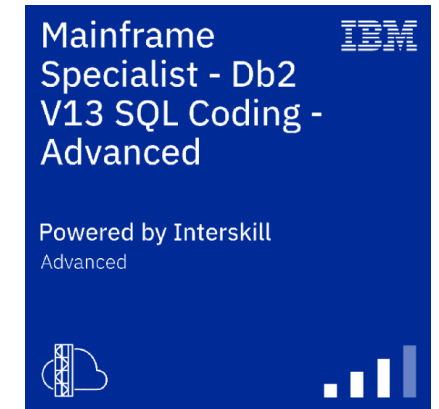 Mainframe
IBM
Specialist - Db2
V13 SQL Coding -
Advanced
Powered by Interskill
Advanced